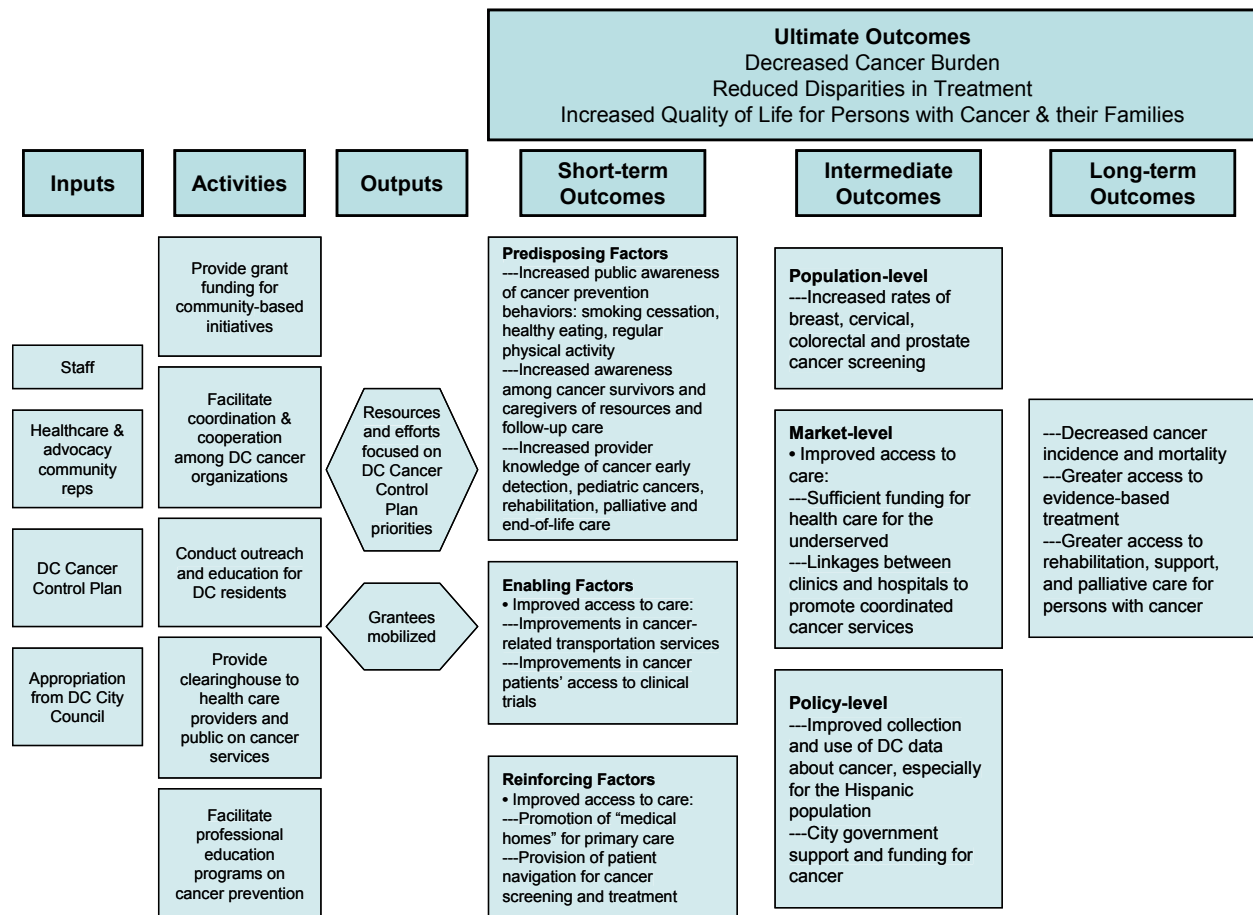 Ultimate Outcomes
Decreased Cancer Burden
Reduced Disparities in Treatment
Increased Quality of Life for Persons with Cancer & their Families
Inputs
Activities
Outputs
Short-term
Outcomes
Intermediate
Outcomes
Long-term
Outcomes
Staff
Healthcare &
advocacy
community
reps
DC Cancer
Control Plan
Appropriation
from DC City
Council
Provide grant
funding for
community-based
initiatives
Facilitate
coordination &
cooperation
among DC cancer
organizations
Conduct outreach
and education for
DC residents
Provide
clearinghouse to
health care
providers and
public on cancer
services
Facilitate
professional
education
programs on
cancer prevention
Resources
and efforts
focused on
DC Cancer
Control
Plan
priorities
Grantees
mobilized
Predisposing Factors
---Increased public awareness
of cancer prevention
behaviors: smoking cessation,
healthy eating, regular
physical activity
---Increased awareness
among cancer survivors and
caregivers of resources and
follow-up care
---Increased provider
knowledge of cancer early
detection, pediatric cancers,
rehabilitation, palliative and
end-of-life care
Enabling Factors
• Improved access to care:
---Improvements in cancer-
related transportation services
---Improvements in cancer
patients’ access to clinical
trials
Reinforcing Factors
• Improved access to care:
---Promotion of “medical
homes” for primary care
---Provision of patient
navigation for cancer
screening and treatment
Population-level
---Increased rates of
breast, cervical,
colorectal and prostate
cancer screening
Market-level
• Improved access to
care:
---Sufficient funding for
health care for the
underserved
---Linkages between
clinics and hospitals to
promote coordinated
cancer services
Policy-level
---Improved collection
and use of DC data
about cancer, especially
for the Hispanic
population
---City government
support and funding for
cancer
---Decreased cancer
incidence and mortality
---Greater access to
evidence-based
treatment
---Greater access to
rehabilitation, support,
and palliative care for
persons with cancer